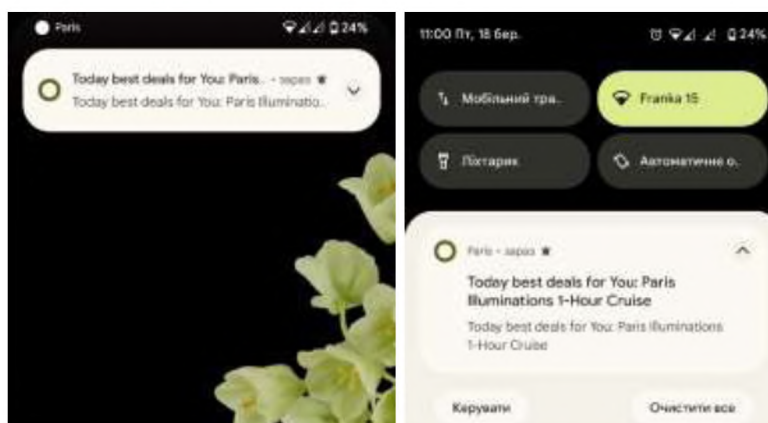 Paris
24%
Today best deals for You: Paris.. • зараз
Today best deals for You: Paris Illuminatio..
11:00 Пт, 18 бер.
24%
Мобільний тра..
Franka 15
Ліхтарик
Автоматичне о.
Paris • зараз
Today best deals for You: Paris
Illuminations 1-Hour Cruise
Today best deals for You: Paris Illuminations
1-Hour Cruise
Керувати
Очистити все